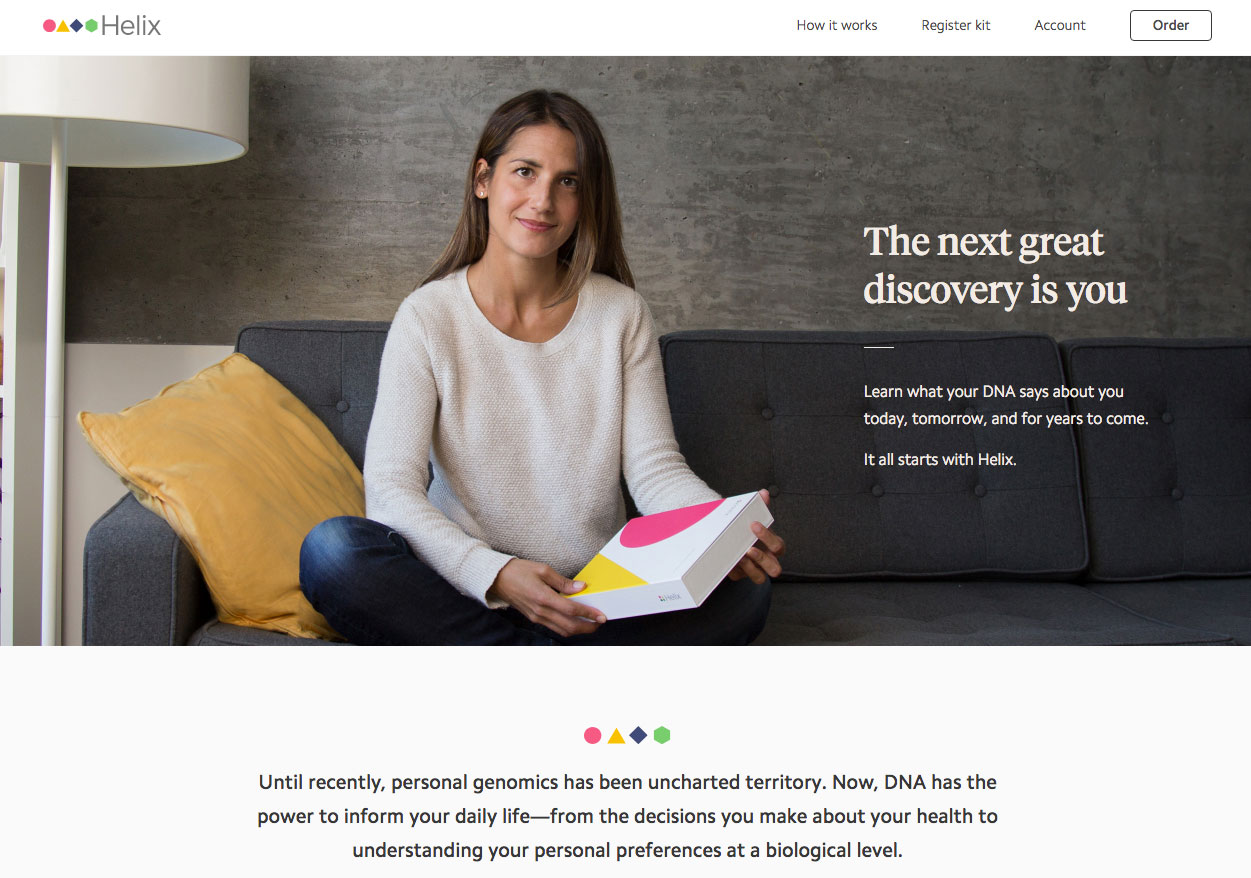 Helix
How it works
Register kit
Account
Order
The next great
discovery is you
Learn what your DNA says about you
today, tomorrow, and for years to come.
It all starts with Helix.
Helix
Until recently, personal genomics has been uncharted territory. Now, DNA has the
power to inform your daily life—from the decisions you make about your health to
understanding your personal preferences at a biological level.